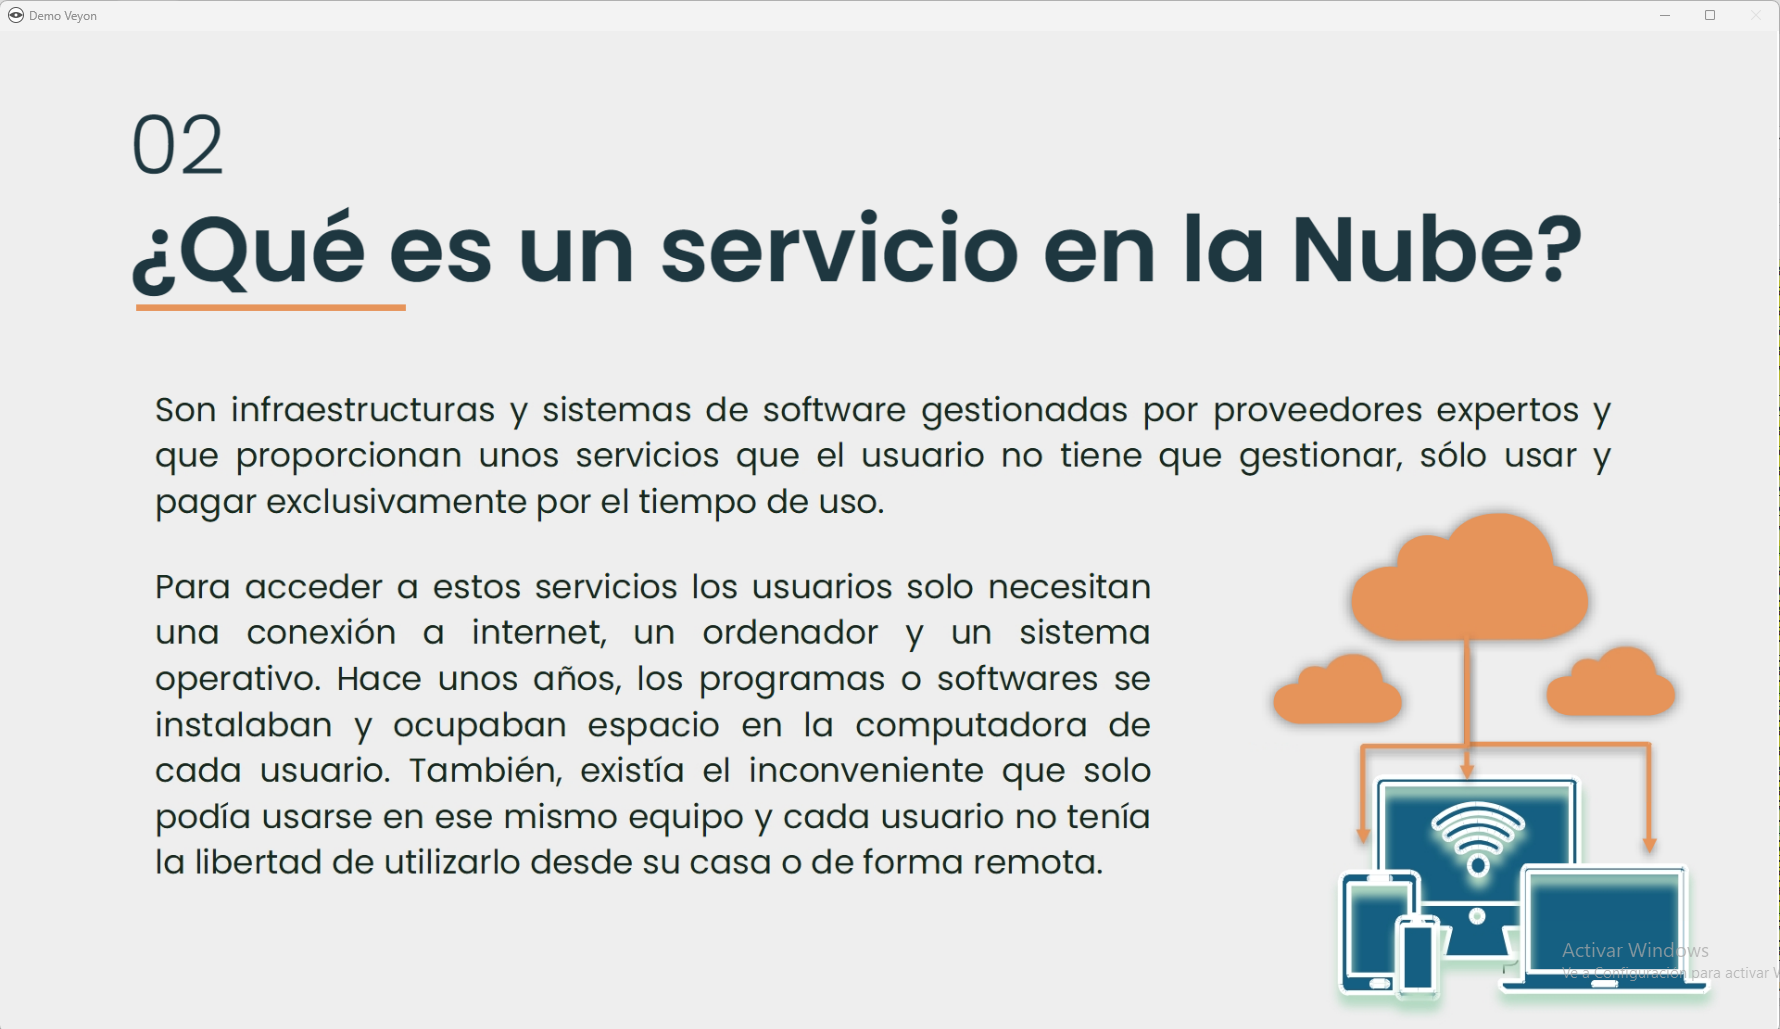 Demo Veyon
02
¿Qué es un servicio en la Nube?
Son infraestructuras y sistemas de software gestionadas por proveedores expertos y
que proporcionan unos servicios que el usuario no tiene que gestionar, sólo usar y
pagar exclusivamente por el tiempo de uso.
Para acceder a estos servicios los usuarios solo necesitan
una conexión a internet, un ordenador y un sistema
operativo. Hace unos años, los programas o softwares se
instalaban y ocupaban espacio en la computadora de
cada usuario. También, existía el inconveniente que solo
podía usarse en ese mismo equipo y cada usuario no tenía
la libertad de utilizarlo desde su casa o de forma remota.
Activar Windows
Ve a Configuración para activar W